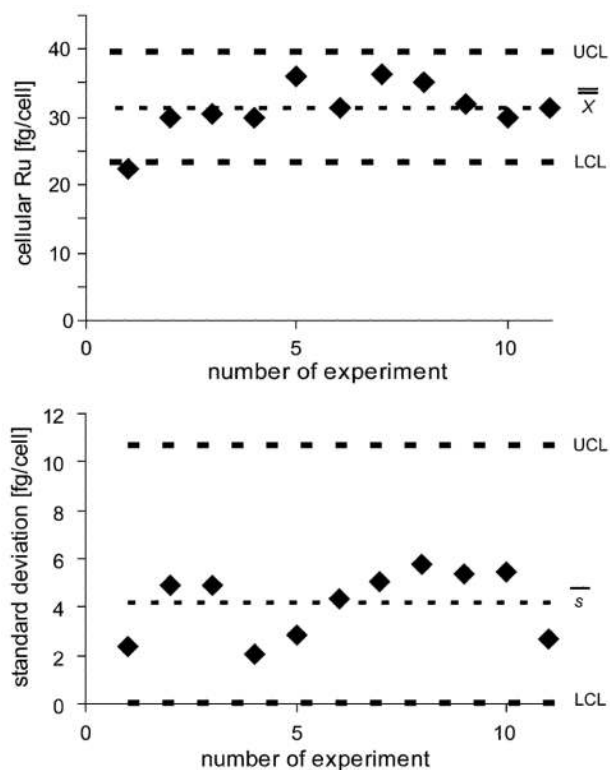 40
UCL
30
X
20
LCL
10
0
cellular Ru [fg/cell]
0
5
10
number of experiment
12
UCL
10
8
6
4
s
2
0
LCL
standard deviation [fg/cell]
0
5
10
number of experiment